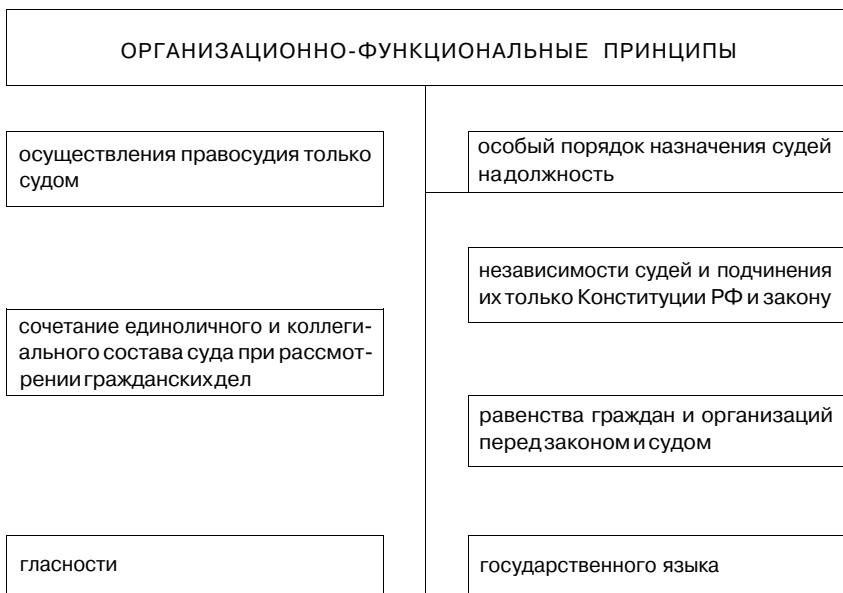 ОРГАНИЗАЦИОННО-ФУНКЦИОНАЛЬНЫЕ ПРИНЦИПЫ
осуществления правосудия только
судом
особый порядок назначения судей
на должность
независимости судей и подчинения
их только Конституции РФ и закону
сочетание единоличного и коллеги-
ального состава суда при рассмот-
рении гражданских дел
равенства граждан и организаций
перед законом и судом
гласности
государственного языка